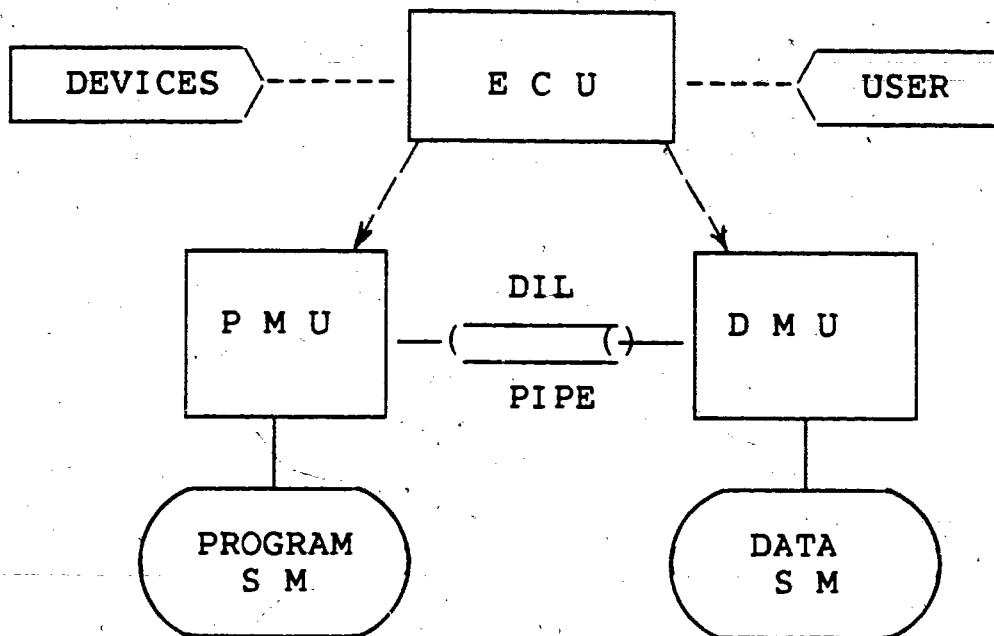 DEVICES
E C U
USER
P M U
DIL
PIPE
D M U
PROGRAM
S M
DATA
S M